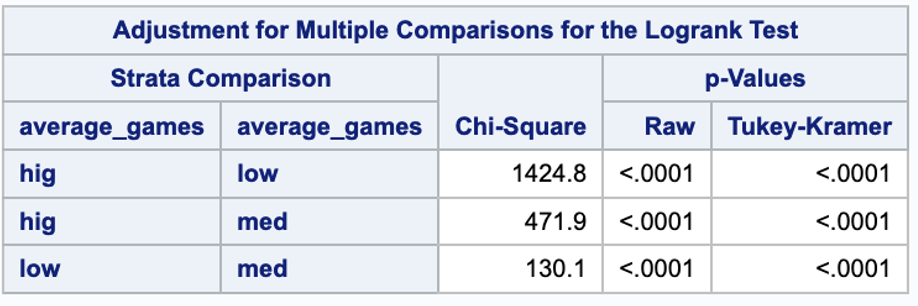 Adjustment for Multiple Comparisons for the Logrank Test
Strata Comparison Chi-Square p-Values
average_games average_games Raw Tukey-Kramer
hig low 1424.8 <.0001 <.0001
hig med 471.9 <.0001 <.0001
low med 130.1 <.0001 <.0001